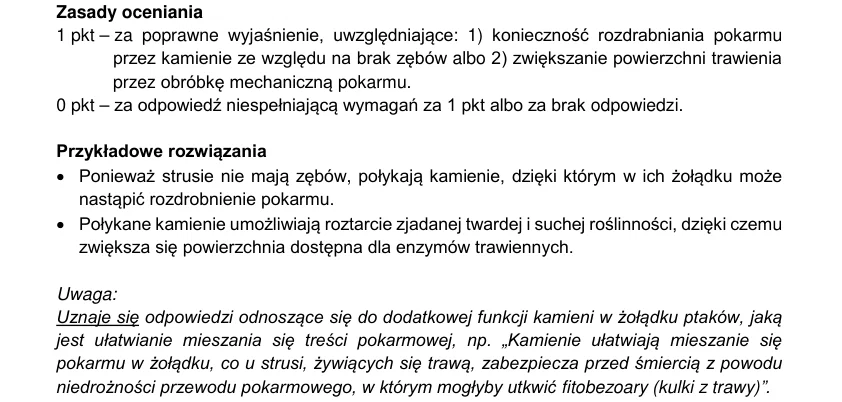 Zasady oceniania
1 pkt – za poprawne wyjaśnienie, uwzględniające: 1) konieczność rozdrabniania pokarmu
przez kamienie ze względu na brak zębów albo 2) zwiększanie powierzchni trawienia
przez obróbkę mechaniczną pokarmu.
0 pkt – za odpowiedź niespełniającą wymagań za 1 pkt albo za brak odpowiedzi.
Przykładowe rozwiązania
• Ponieważ strusie nie mają zębów, połykają kamienie, dzięki którym w ich żołądku może
nastąpić rozdrobnienie pokarmu.
• Połykane kamienie umożliwiają roztarcie zjadanej twardej i suchej roślinności, dzięki czemu
zwiększa się powierzchnia dostępna dla enzymów trawiennych.
Uwaga:
Uznaje się odpowiedzi odnoszące się do dodatkowej funkcji kamieni w żołądku ptaków, jaką
jest ułatwianie mieszania się treści pokarmowej, np. „Kamienie ułatwiają mieszanie się
pokarmu w żołądku, co u strusi, żywiących się trawą, zabezpiecza przed śmiercią z powodu
niedrożności przewodu pokarmowego, w którym mogłyby utkwić fitobezoary (kulki z trawy)”.